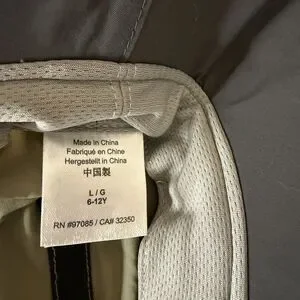 Made in China
Fabriqué en Chine
Hergestellt in China
中国製
L / G
6-12Y
RN #97085 / CA# 32350